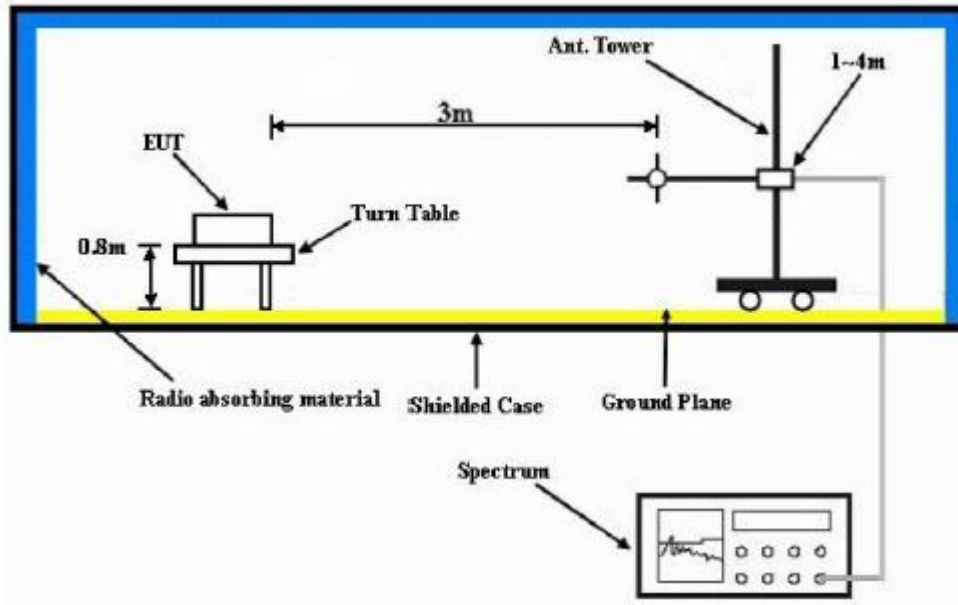 Ant. Tower
1~4m
3m
EUT
Turn Table
0.8m
Radio absorbing material
Shielded Case
Ground Plane
Spectrum